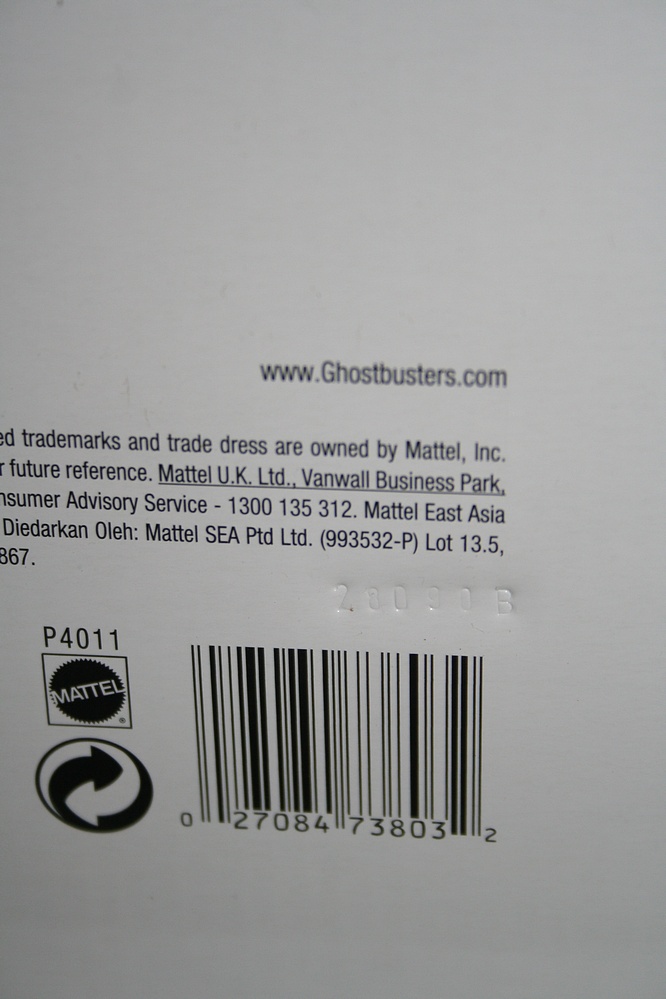 www.Ghostbusters.com
ed trademarks and trade dress are owned by Mattel, Inc.
r future reference. Mattel U.K. Ltd., Vanwall Business Park,
nsumer Advisory Service - 1300 135 312. Mattel East Asia
Diedarkan Oleh: Mattel SEA Ptd Ltd. (993532-P) Lot 13.5,
867.
P4011
MATTEL®
0 27084 73803 2